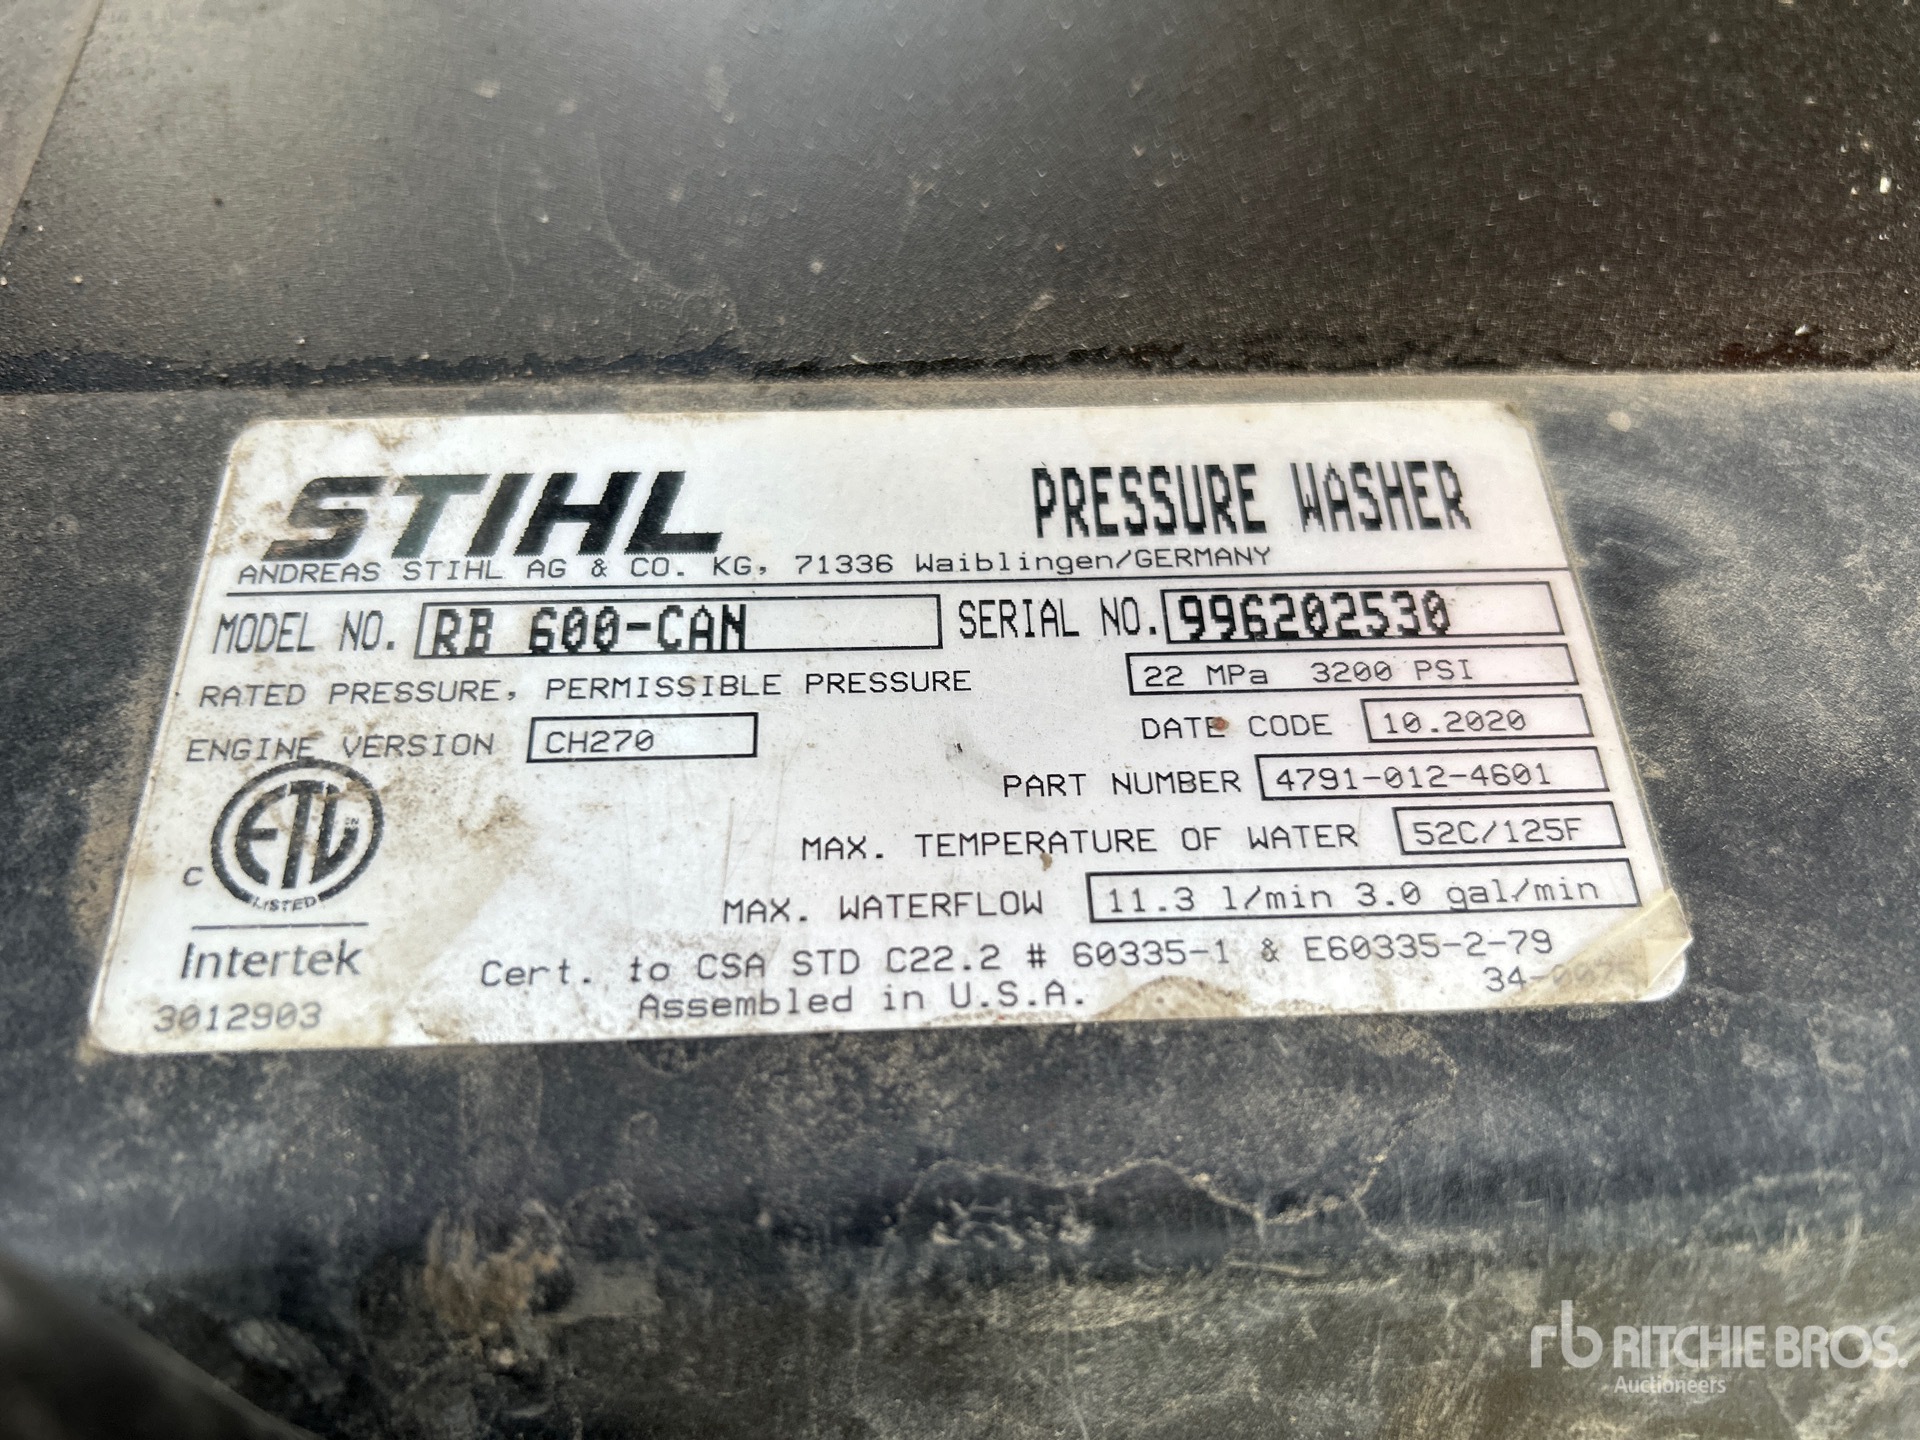 STIHL PRESSURE WASHER
ANDREAS STIHL AG & CO. KG, 71336 Waiblingen/GERMANY
MODEL NO. RB 600-CAN SERIAL NO. 996202530
RATED PRESSURE, PERMISSIBLE PRESSURE 22 MPa 3200 PSI
ENGINE VERSION CH270 DATE CODE 10.2020
PART NUMBER 4791-012-4601
MAX. TEMPERATURE OF WATER 52C/125F
MAX. WATERFLOW 11.3 l/min 3.0 gal/min
C ETL LISTED
Intertek
3012903
Cert. to CSA STD C22.2 # 60335-1 & E60335-2-79
Assembled in U.S.A.
rb RITCHIE BROS.
Auctioneers